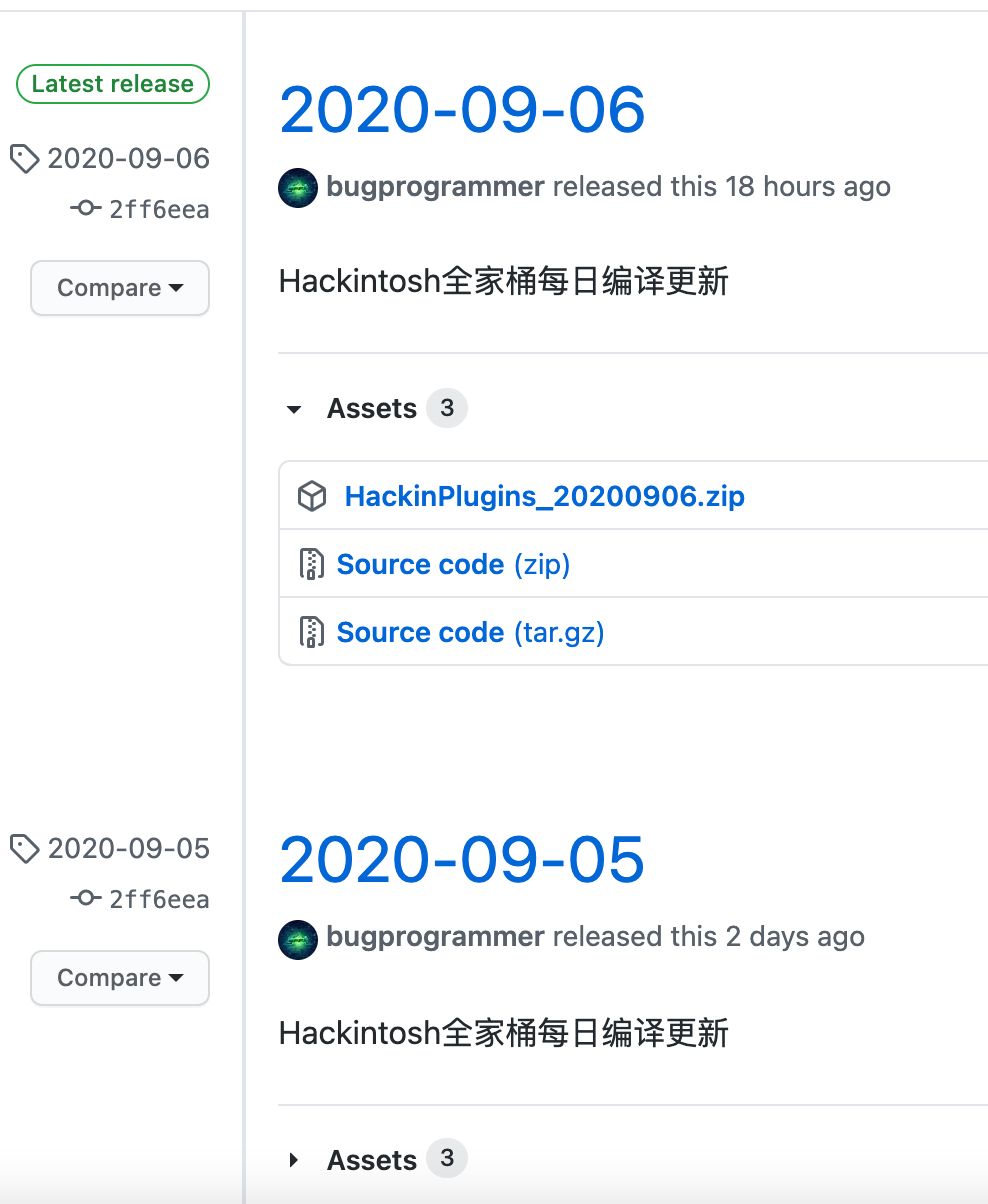 Latest release
2020-09-06
2ff6eea
Compare
2020-09-06
bugprogrammer released this 18 hours ago
Hackintosh全家桶每日编译更新
Assets 3
HackinPlugins_20200906.zip
Source code (zip)
Source code (tar.gz)
2020-09-05
2ff6eea
Compare
2020-09-05
bugprogrammer released this 2 days ago
Hackintosh全家桶每日编译更新
Assets 3